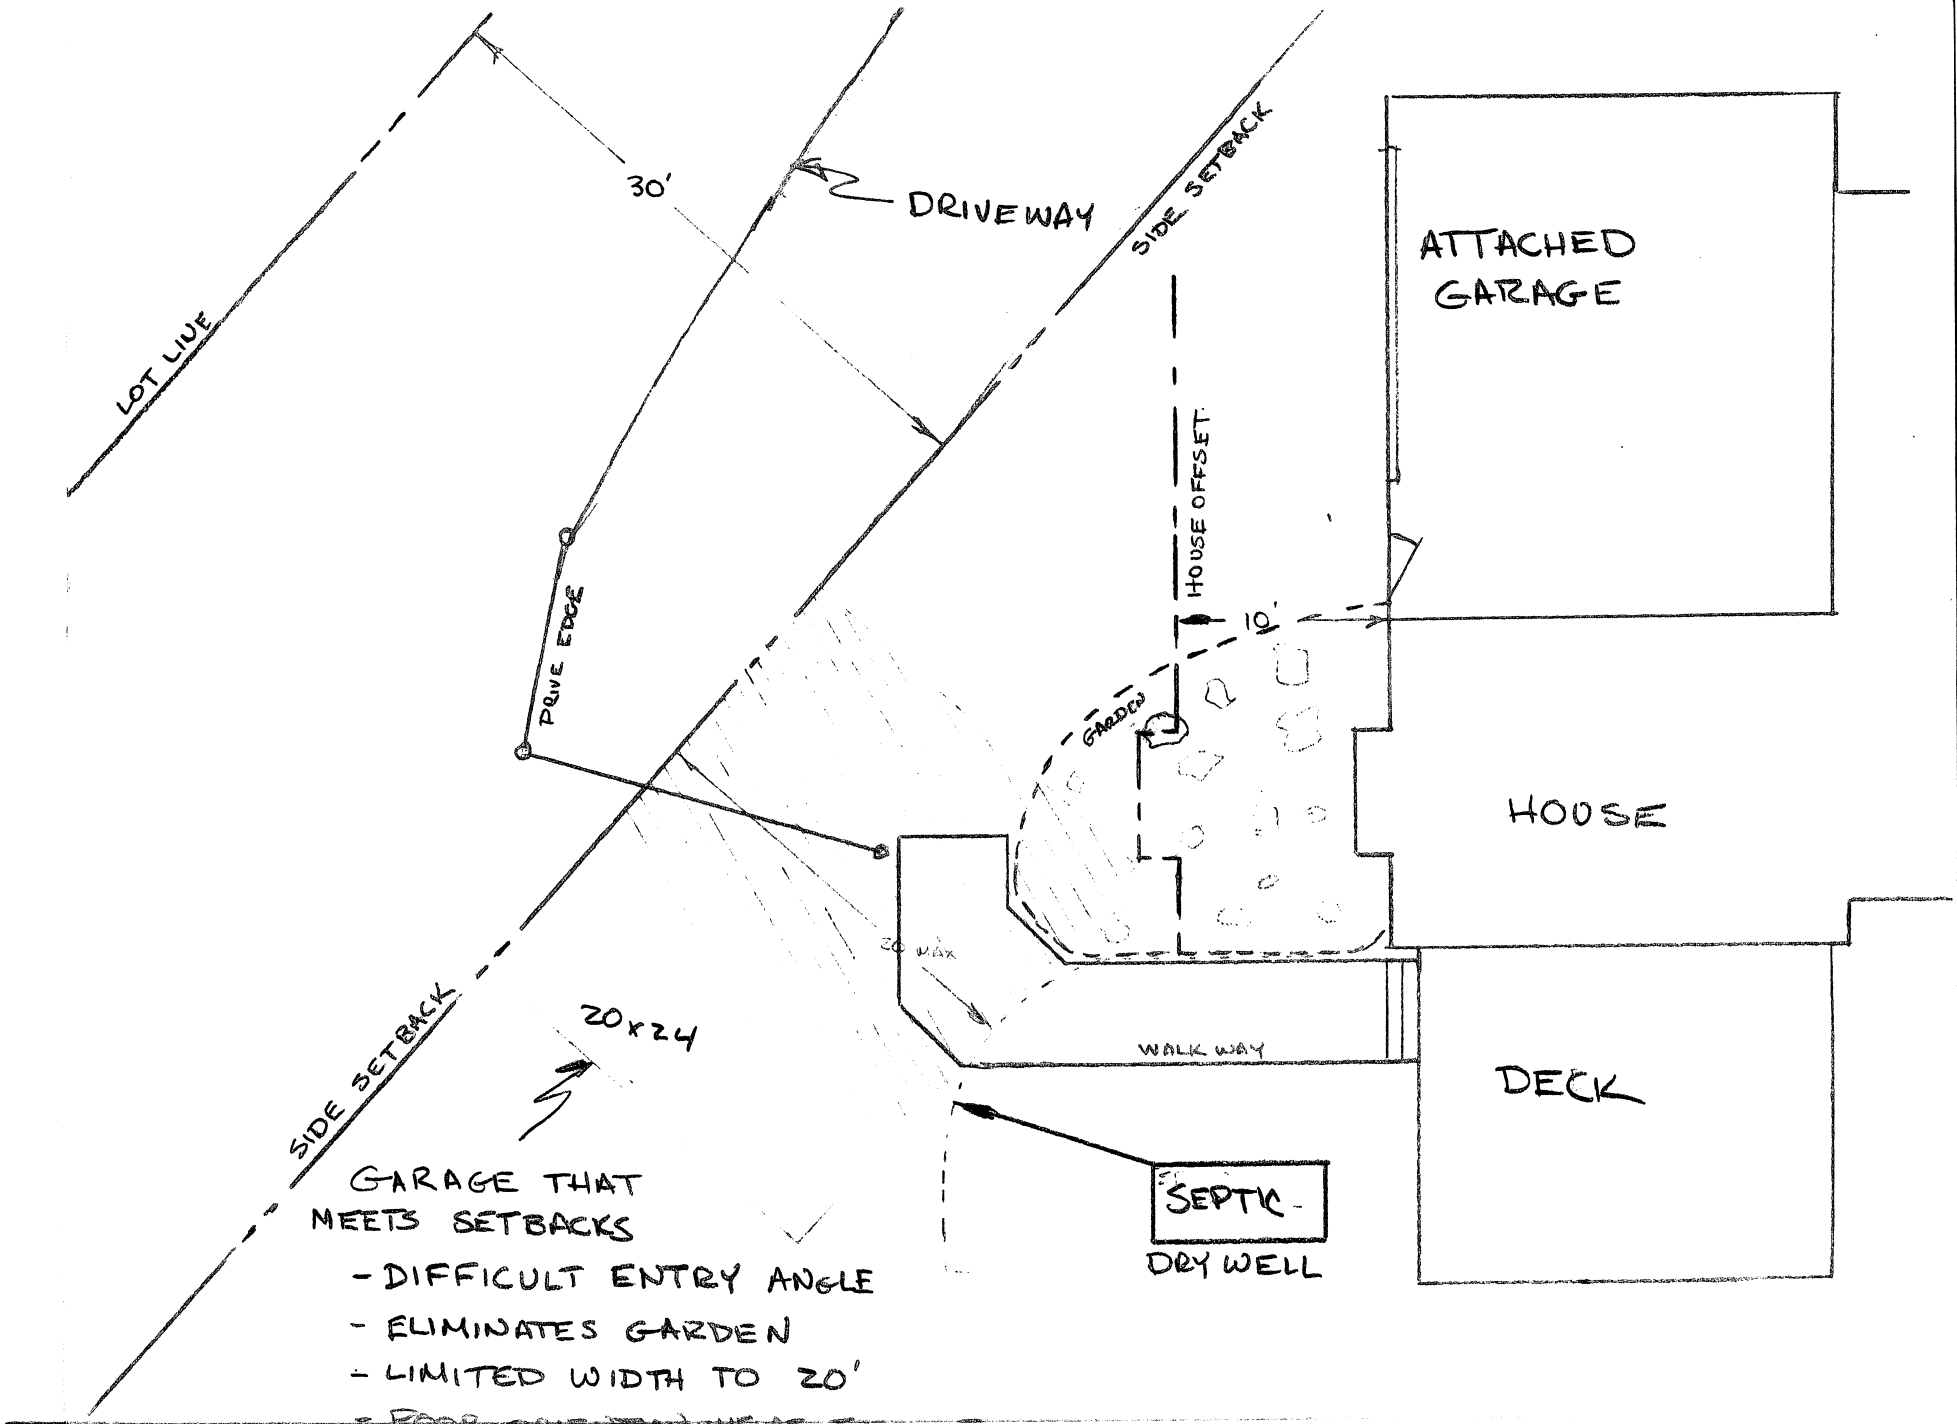 30'
DRIVEWAY
SIDE SETBACK
ATTACHED
GARAGE
LOT LINE
HOUSE OFFSET
10'
DRIVE EDGE
GARDEN
HOUSE
20 MAX
SIDE SETBACK
20x24
WALK WAY
DECK
GARAGE THAT
MEETS SETBACKS
- DIFFICULT ENTRY ANGLE
- ELIMINATES GARDEN
- LIMITED WIDTH TO 20'
SEPTIC
DRY WELL